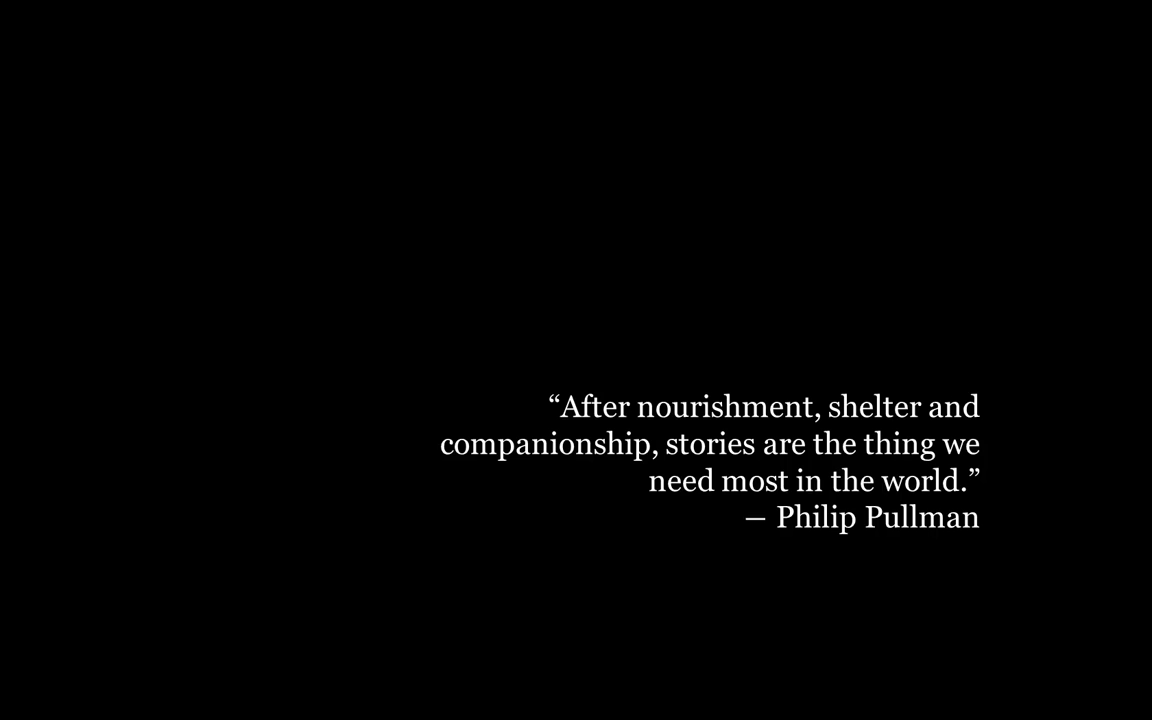 “After nourishment, shelter and
companionship, stories are the thing we
need most in the world.”
― Philip Pullman